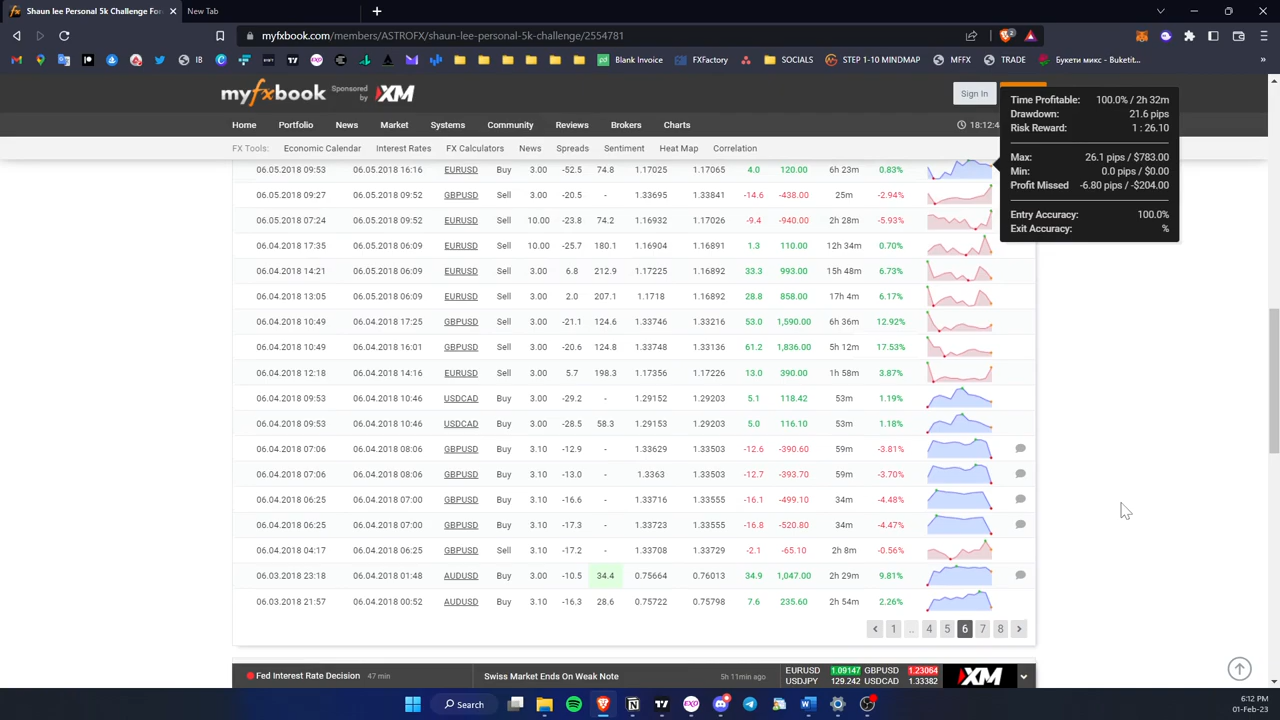 Shaun lee Personal 5k Challenge For
New Tab
myfxbook.com/members/ASTROFX/shaun-lee-personal-5k-challenge/2554781
IB
Blank Invoice
FXFactory
SOCIALS
STEP 1-10 MINDMAP
MFFX
TRADE
Букети микс / Buketit...
myfxbook Sponsored by XM
Sign In
Home Portfolio News Market Systems Community Reviews Brokers Charts
18:12:4
FX Tools: Economic Calendar Interest Rates FX Calculators News Spreads Sentiment Heat Map Correlation
Time Profitable: 100.0% / 2h 32m
Drawdown: 21.6 pips
Risk Reward: 1 : 26.10
Max: 26.1 pips / $783.00
Min: 0.0 pips / $0.00
Profit Missed -6.80 pips / -$204.00
Entry Accuracy: 100.0%
Exit Accuracy: %
06.05.2018 09:53 06.05.2018 16:16 EURUSD Buy 3.00 -52.5 74.8 1.17025 1.17065 4.0 120.00 6h 23m 0.83%
06.05.2018 09:27 06.05.2018 09:53 GBPUSD Sell 3.00 -20.5 - 1.33695 1.33841 -14.6 -438.00 25m -2.94%
06.05.2018 07:24 06.05.2018 09:52 EURUSD Sell 10.00 -23.8 74.2 1.16932 1.17026 -9.4 -940.00 2h 28m -5.93%
06.04.2018 17:35 06.05.2018 06:09 EURUSD Sell 10.00 -25.7 180.1 1.16904 1.16891 1.3 110.00 12h 34m 0.70%
06.04.2018 14:21 06.05.2018 06:09 EURUSD Sell 3.00 6.8 212.9 1.17225 1.16892 33.3 993.00 15h 48m 6.73%
06.04.2018 13:05 06.05.2018 06:09 EURUSD Sell 3.00 2.0 207.1 1.1718 1.16892 28.8 858.00 17h 4m 6.17%
06.04.2018 10:49 06.04.2018 17:25 GBPUSD Sell 3.00 -21.1 124.6 1.33746 1.33216 53.0 1,590.00 6h 36m 12.92%
06.04.2018 10:49 06.04.2018 16:01 GBPUSD Sell 3.00 -20.6 124.8 1.33748 1.33136 61.2 1,836.00 5h 12m 17.53%
06.04.2018 12:18 06.04.2018 14:16 EURUSD Sell 3.00 5.7 198.3 1.17356 1.17226 13.0 390.00 1h 58m 3.87%
06.04.2018 09:53 06.04.2018 10:46 USDCAD Buy 3.00 -29.2 - 1.29152 1.29203 5.1 118.42 53m 1.19%
06.04.2018 09:53 06.04.2018 10:46 USDCAD Buy 3.00 -28.5 58.3 1.29153 1.29203 5.0 116.10 53m 1.18%
06.04.2018 07:06 06.04.2018 08:06 GBPUSD Buy 3.10 -12.9 - 1.33629 1.33503 -12.6 -390.60 59m -3.81%
06.04.2018 07:06 06.04.2018 08:06 GBPUSD Buy 3.10 -13.0 - 1.3363 1.33503 -12.7 -393.70 59m -3.70%
06.04.2018 06:25 06.04.2018 07:00 GBPUSD Buy 3.10 -16.6 - 1.33716 1.33555 -16.1 -499.10 34m -4.48%
06.04.2018 06:25 06.04.2018 07:00 GBPUSD Buy 3.10 -17.3 - 1.33723 1.33555 -16.8 -520.80 34m -4.47%
06.04.2018 04:17 06.04.2018 06:25 GBPUSD Sell 3.10 -17.2 - 1.33708 1.33729 -2.1 -65.10 2h 8m -0.56%
06.03.2018 23:18 06.04.2018 01:48 AUDUSD Buy 3.00 -10.5 34.4 0.75664 0.76013 34.9 1,047.00 2h 29m 9.81%
06.03.2018 21:57 06.04.2018 00:52 AUDUSD Buy 3.10 -16.3 28.6 0.75722 0.75798 7.6 235.60 2h 54m 2.26%
1 .. 4 5 6 7 8
Fed Interest Rate Decision 47 min
Swiss Market Ends On Weak Note 5h 11min ago
EURUSD 1.09147 GBPUSD 1.23064
USDJPY 129.242 USDCAD 1.33382
XM
Search
6:12 PM
01-Feb-23